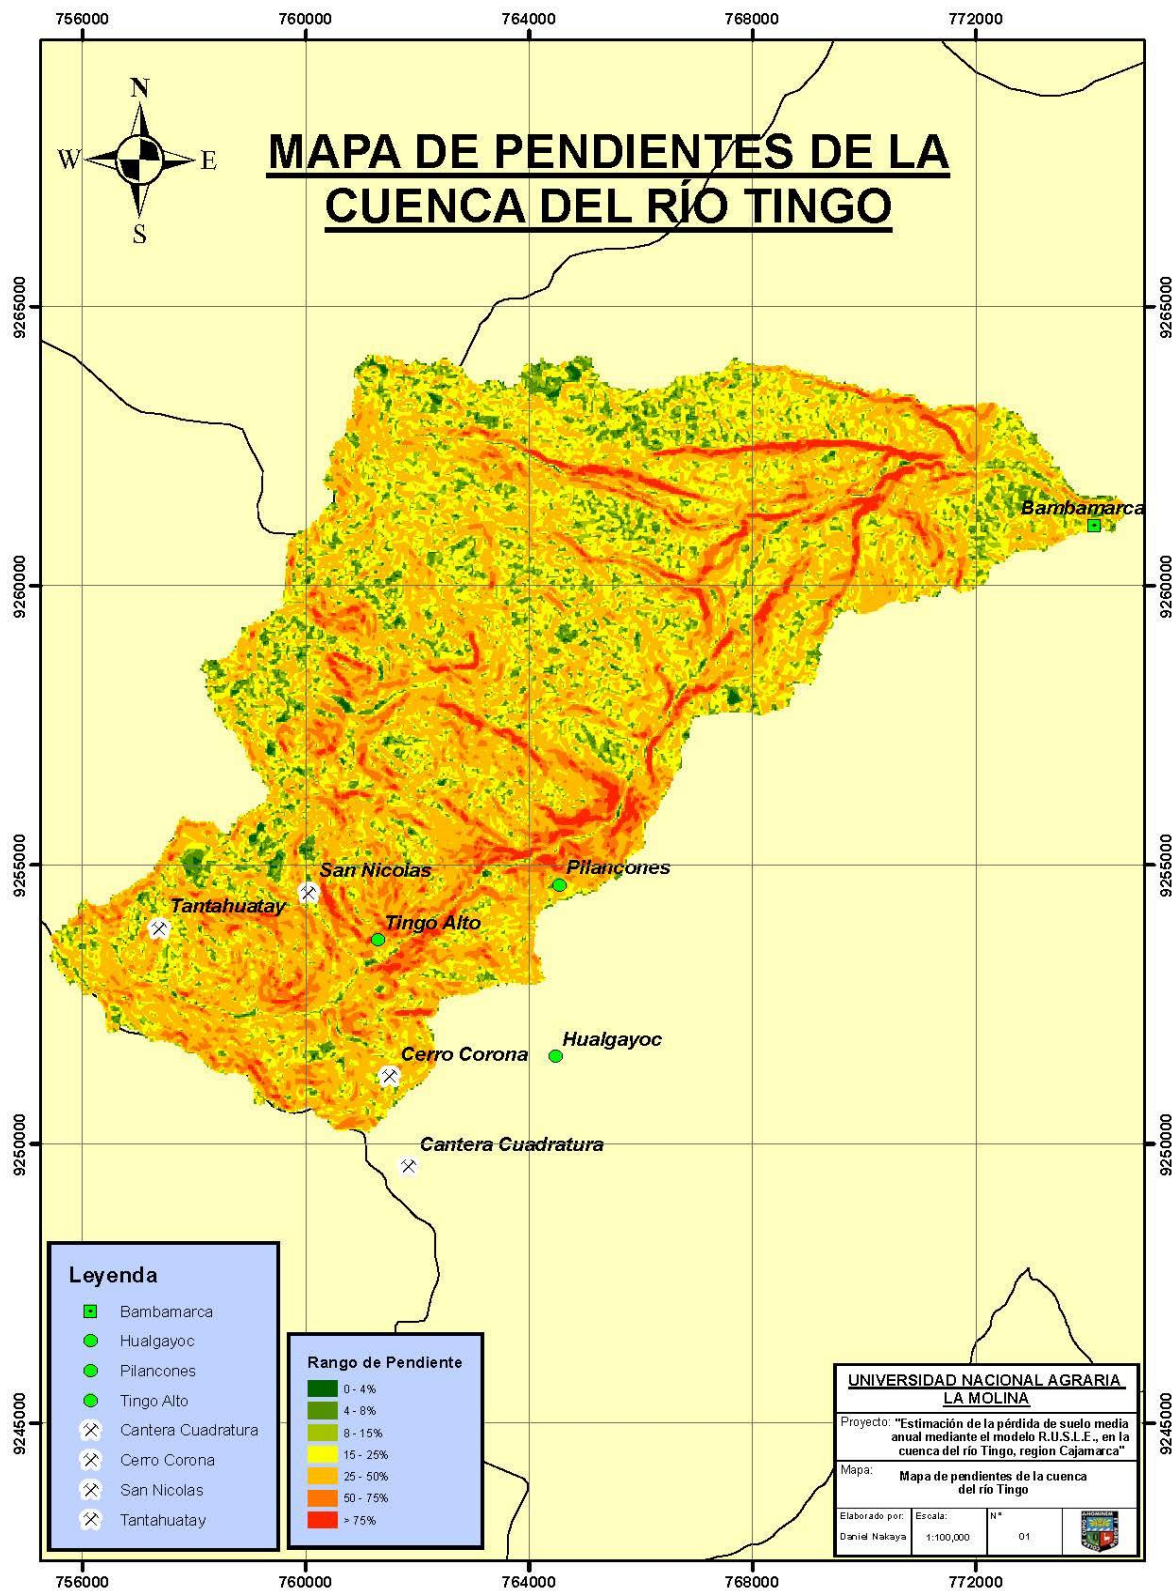 756000
760000
764000
768000
772000
N
W
E
S
MAPA DE PENDIENTES DE LA
CUENCA DEL RÍO TINGO
9265000
9265000
Bambamarca
9260000
9260000
9255000
9255000
San Nicolas
Pilancones
Tantahuatay
Tingo Alto
Hualgayoc
Cerro Corona
9250000
9250000
Cantera Cuadratura
9245000
9245000
Leyenda
Bambamarca
Hualgayoc
Pilancones
Tingo Alto
Cantera Cuadratura
Cerro Corona
San Nicolas
Tantahuatay
Rango de Pendiente
0 - 4%
4 - 8%
8 - 15%
15 - 25%
25 - 50%
50 - 75%
> 75%
UNIVERSIDAD NACIONAL AGRARIA
LA MOLINA
Proyecto: "Estimación de la pérdida de suelo media
anual mediante el modelo R.U.S.L.E., en la
cuenca del río Tingo, region Cajamarca"
Mapa: Mapa de pendientes de la cuenca
del río Tingo
Elaborado por:
Daniel Nakaya
Escala:
1:100,000
N°
01
756000
760000
764000
768000
772000